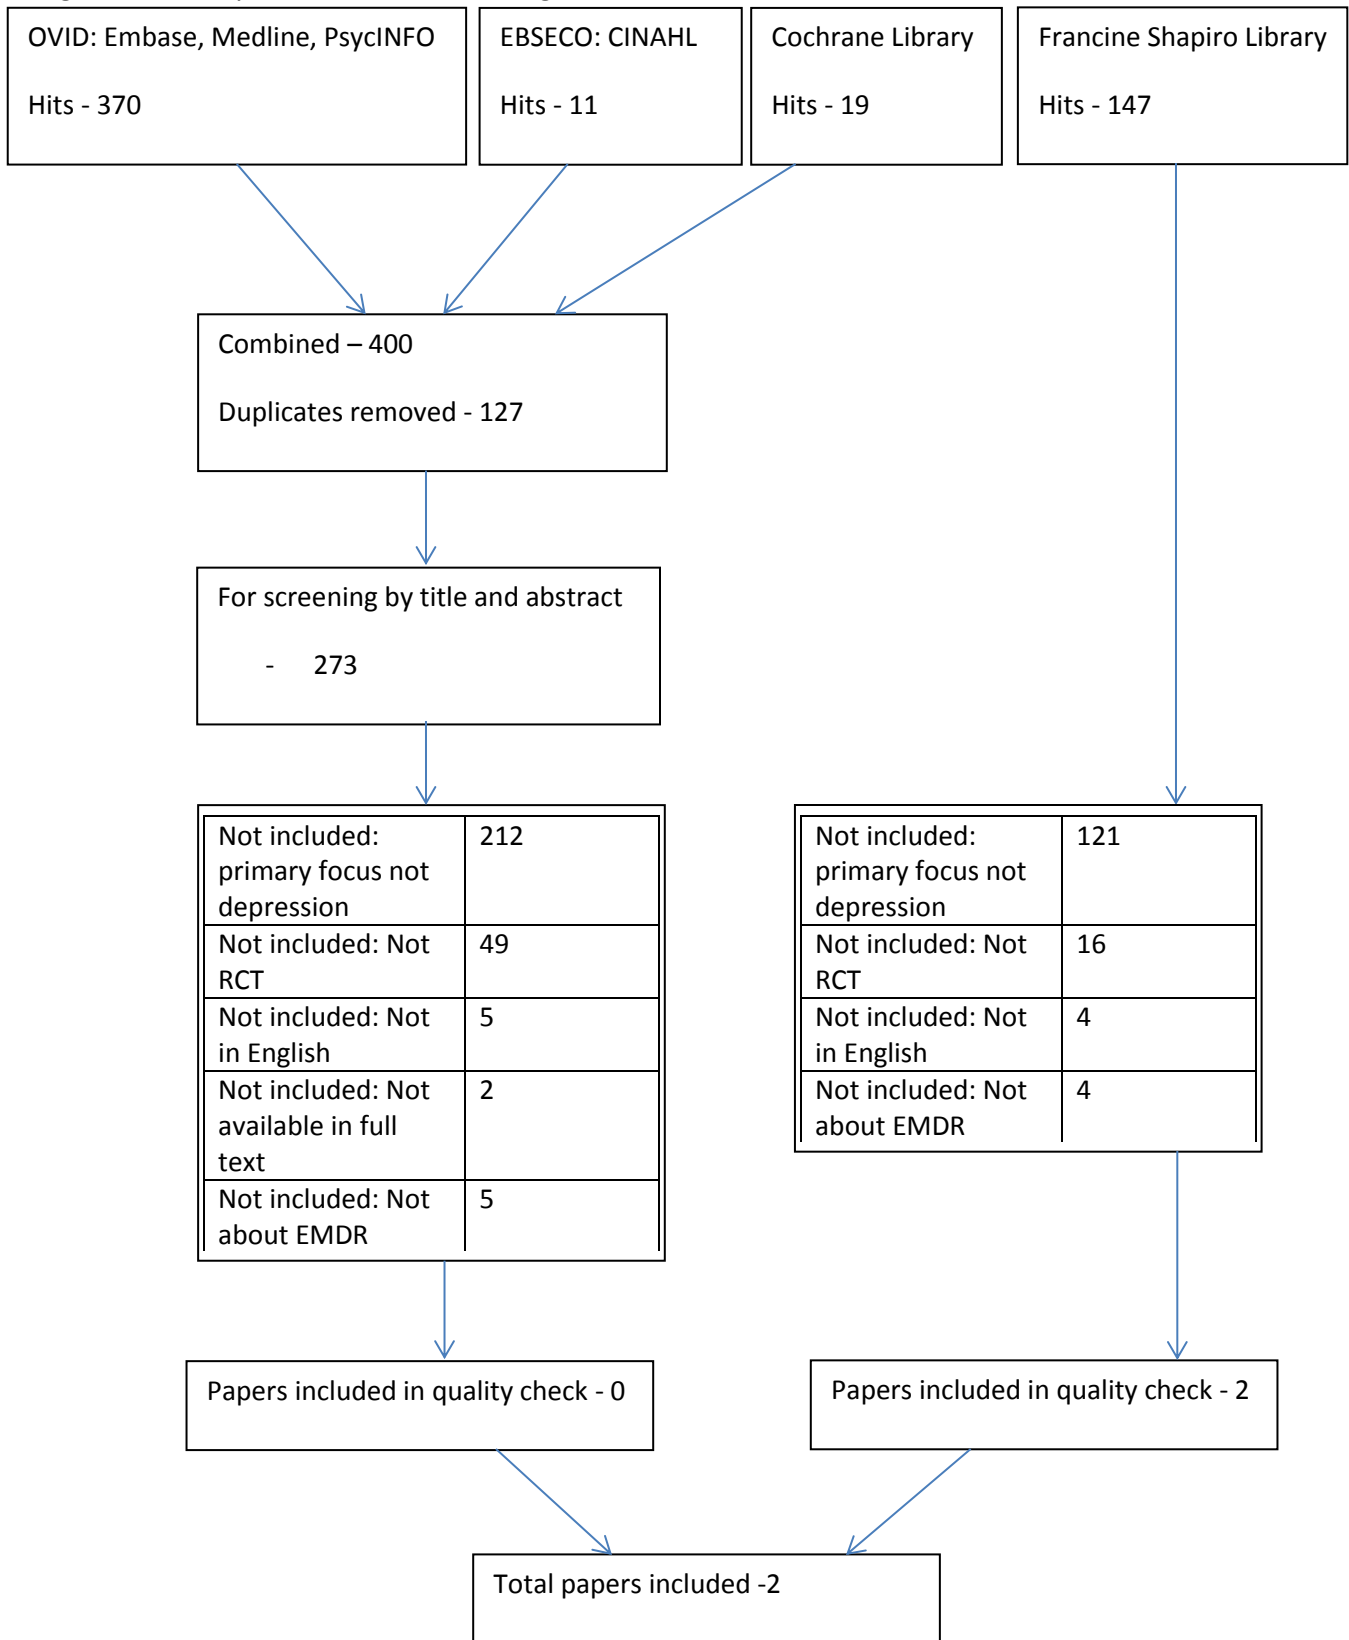 OVID: Embase, Medline, PsycINFO
Hits - 370
EBSECO: CINAHL
Hits - 11
Cochrane Library
Hits - 19
Francine Shapiro Library
Hits - 147
Combined – 400
Duplicates removed - 127
For screening by title and abstract
- 273
Not included:
primary focus not
depression
212
Not included: Not
RCT
49
Not included: Not
in English
5
Not included: Not
available in full
text
2
Not included: Not
about EMDR
5
Not included:
primary focus not
depression
121
Not included: Not
RCT
16
Not included: Not
in English
4
Not included: Not
about EMDR
4
Papers included in quality check - 0
Papers included in quality check - 2
Total papers included -2